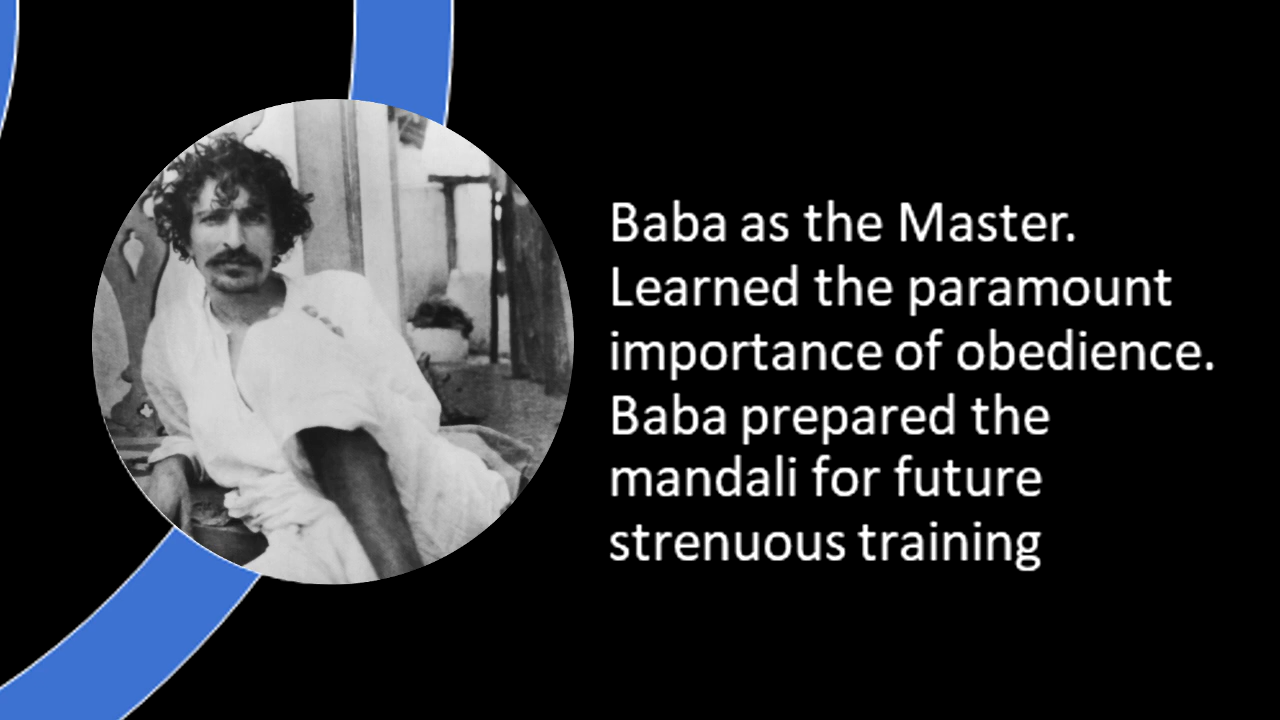 Baba as the Master.
Learned the paramount
importance of obedience.
Baba prepared the
mandali for future
strenuous training